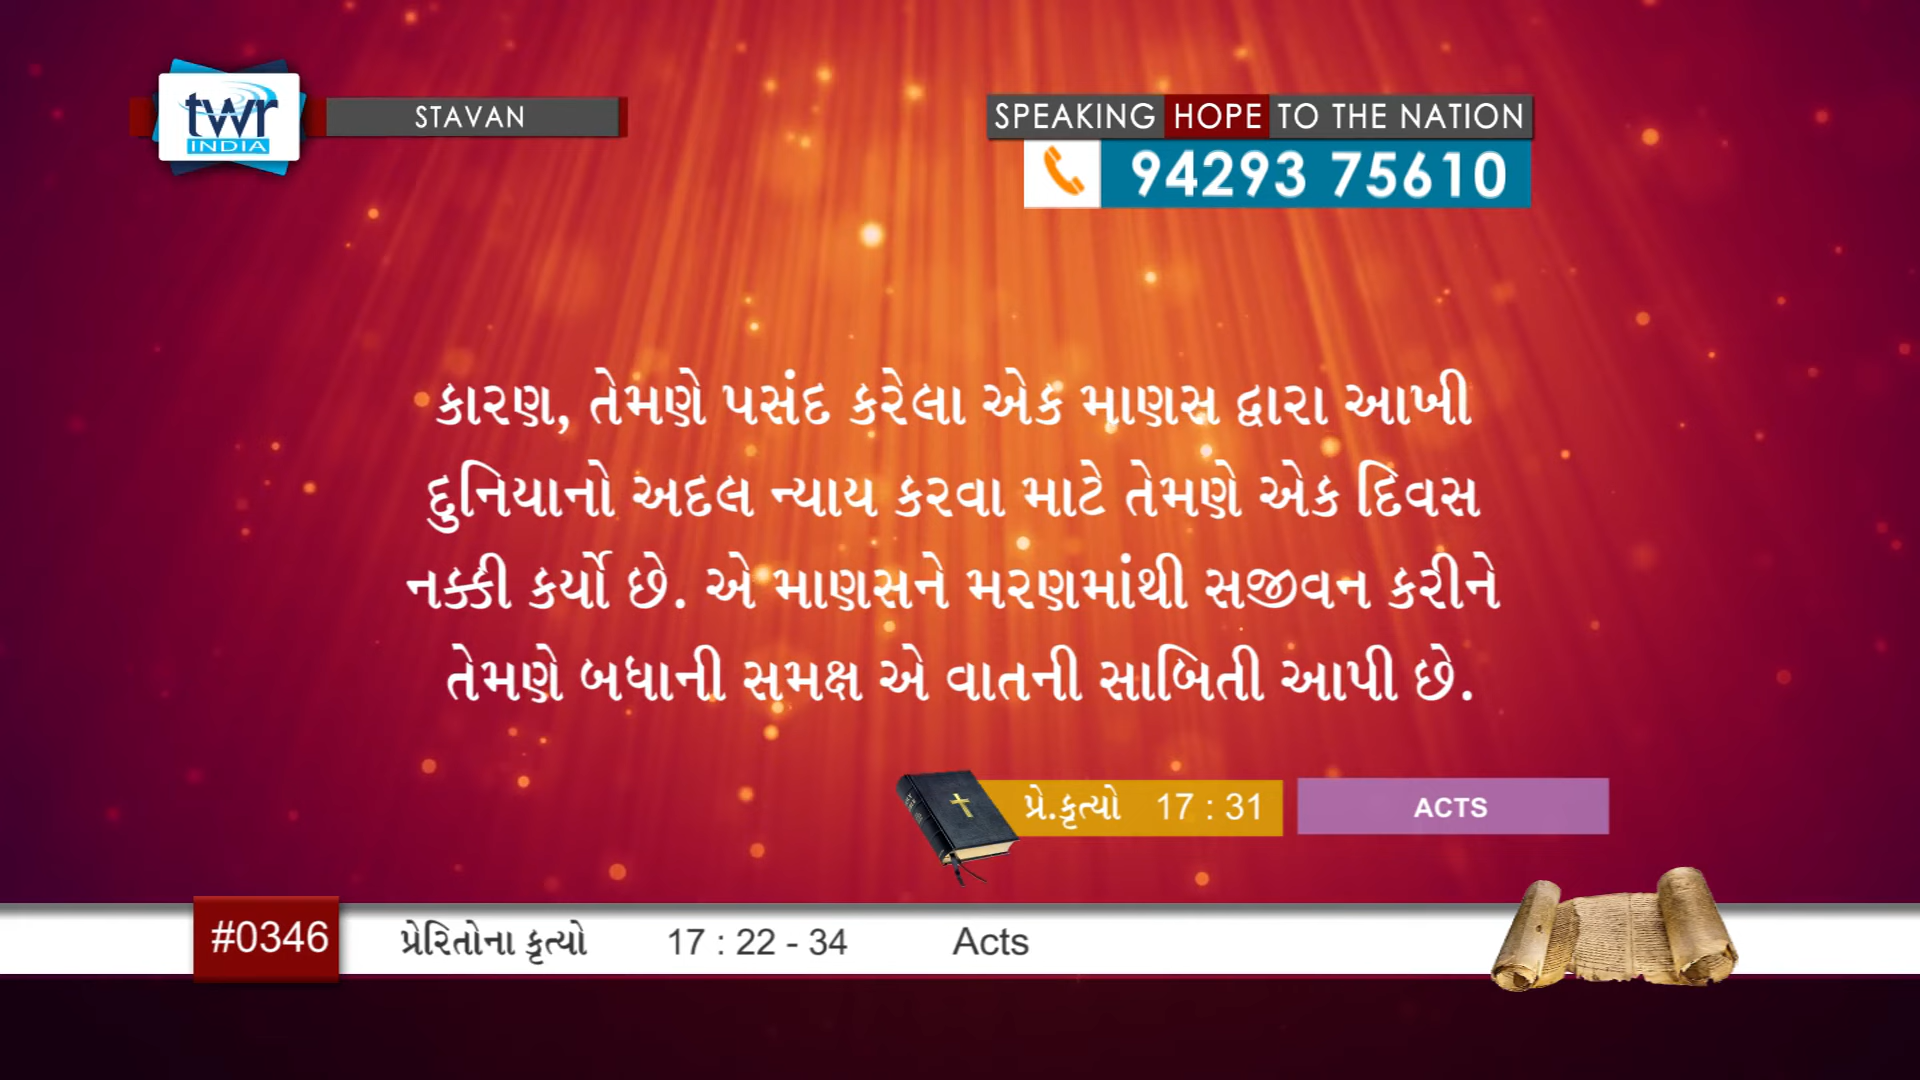 twr
INDIA
STAVAN
SPEAKING HOPE TO THE NATION
94293 75610
કારણ, તેમણે પસંદ કરેલા એક માણસ દ્વારા આખી
દુનિયાનો અદલ ન્યાય કરવા માટે તેમણે એક દિવસ
નક્કી કર્યો છે. એ માણસને મરણમાંથી સજીવન કરીને
તેમણે બધાની સમક્ષ એ વાતની સાબિતી આપી છે.
પ્રે.કૃત્યો 17 : 31
ACTS
#0346
પ્રેરિતોના કૃત્યો 17 : 22 - 34 Acts